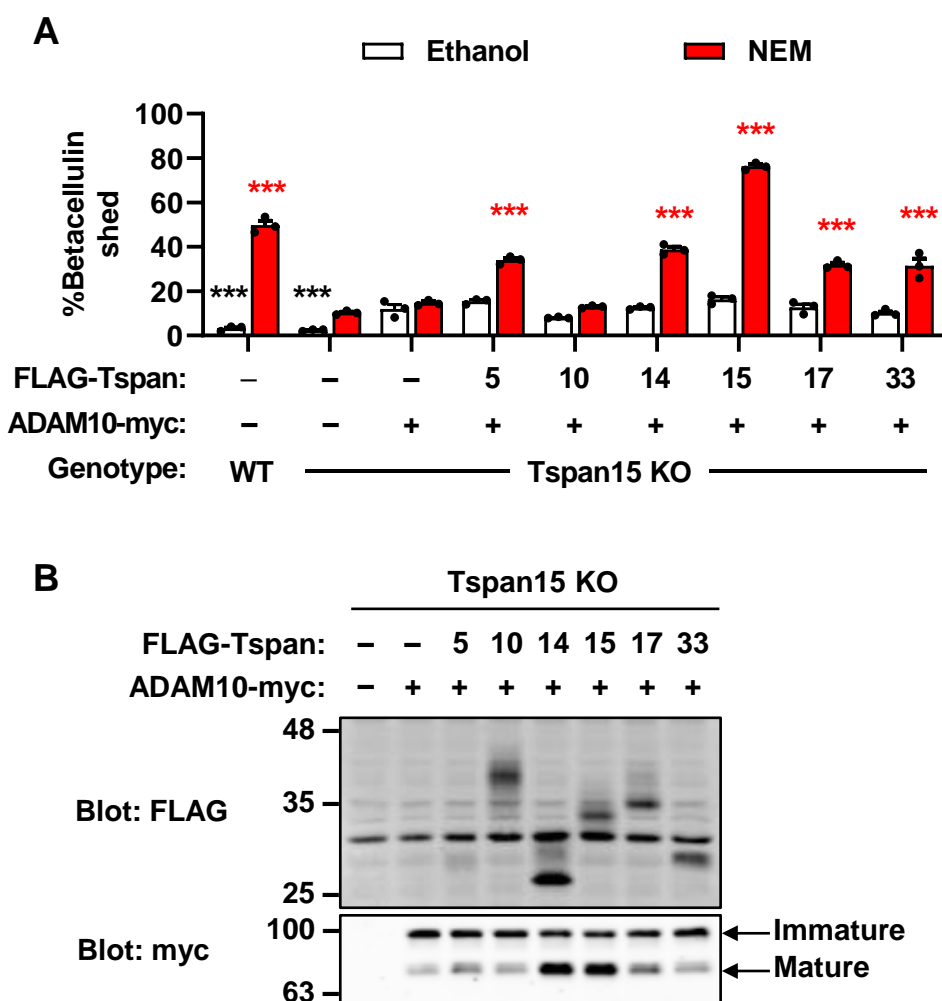 A
Ethanol NEM
%Betacellulin
shed
100
80
60
40
20
0
*** *** *** *** *** *** *** ***
FLAG-Tspan: – – – 5 10 14 15 17 33
ADAM10-myc: – – + + + + + + +
Genotype: WT Tspan15 KO
B
Tspan15 KO
FLAG-Tspan: – – 5 10 14 15 17 33
ADAM10-myc: – + + + + + + +
48
Blot: FLAG
35
25
Blot: myc
100
63
Immature
Mature